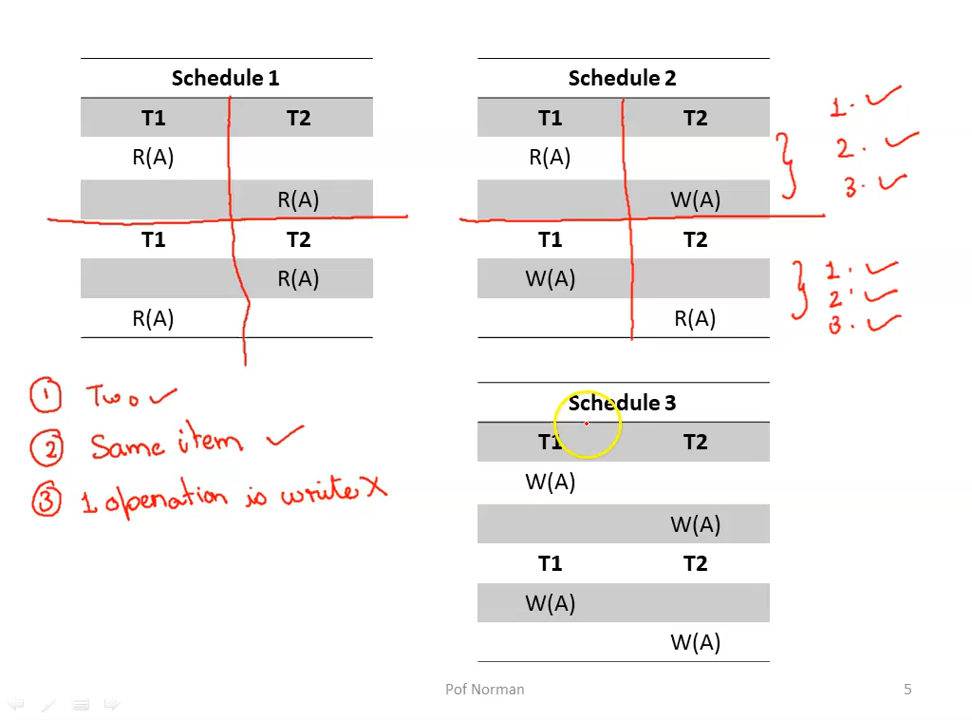 Schedule 1
T1 T2
R(A)
R(A)
T1 T2
R(A)
R(A)
Schedule 2
T1 T2
R(A)
W(A)
T1 T2
W(A)
R(A)
1. ✓
2. ✓
3. ✓
1. ✓
2. ✓
3. ✓
① Two ✓
② Same item ✓
③ 1 operation is write X
Schedule 3
T1 T2
W(A)
W(A)
T1 T2
W(A)
W(A)
Pof Norman
5